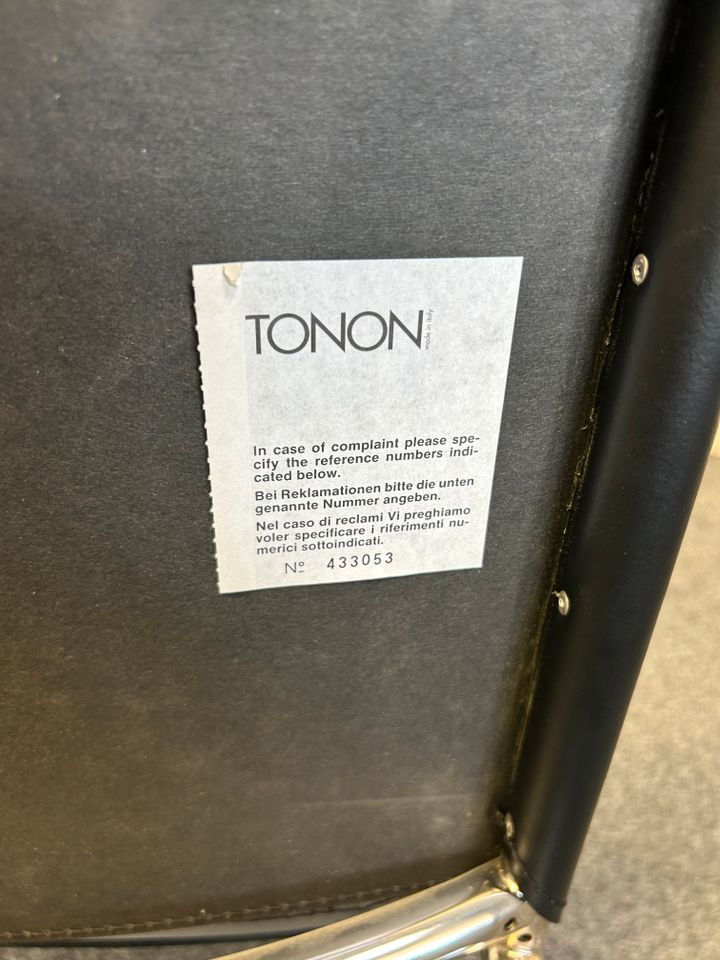 TONON made in italy
In case of complaint please spe-
cify the reference numbers indi-
cated below.
Bei Reklamationen bitte die unten
genannte Nummer angeben.
Nel caso di reclami Vi preghiamo
voler specificare i riferimenti nu-
merici sottoindicati.
Nº 433053